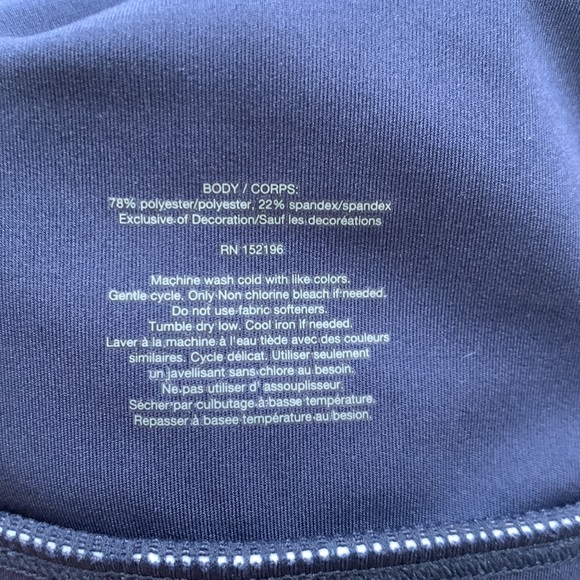 BODY / CORPS:
78% polyester/polyester, 22% spandex/spandex
Exclusive of Decoration/Sauf les decoréations
RN 152196
Machine wash cold with like colors.
Gentle cycle. Only Non chlorine bleach if needed.
Do not use fabric softeners.
Tumble dry low. Cool iron if needed.
Laver à la machine à l'eau tiède avec des couleurs
similaires. Cycle délicat. Utiliser seulement
un javellisant sans chlore au besoin.
Ne pas utiliser d' assouplisseur.
Sécher par culbutage à basse température.
Repasser à basee température au besion.